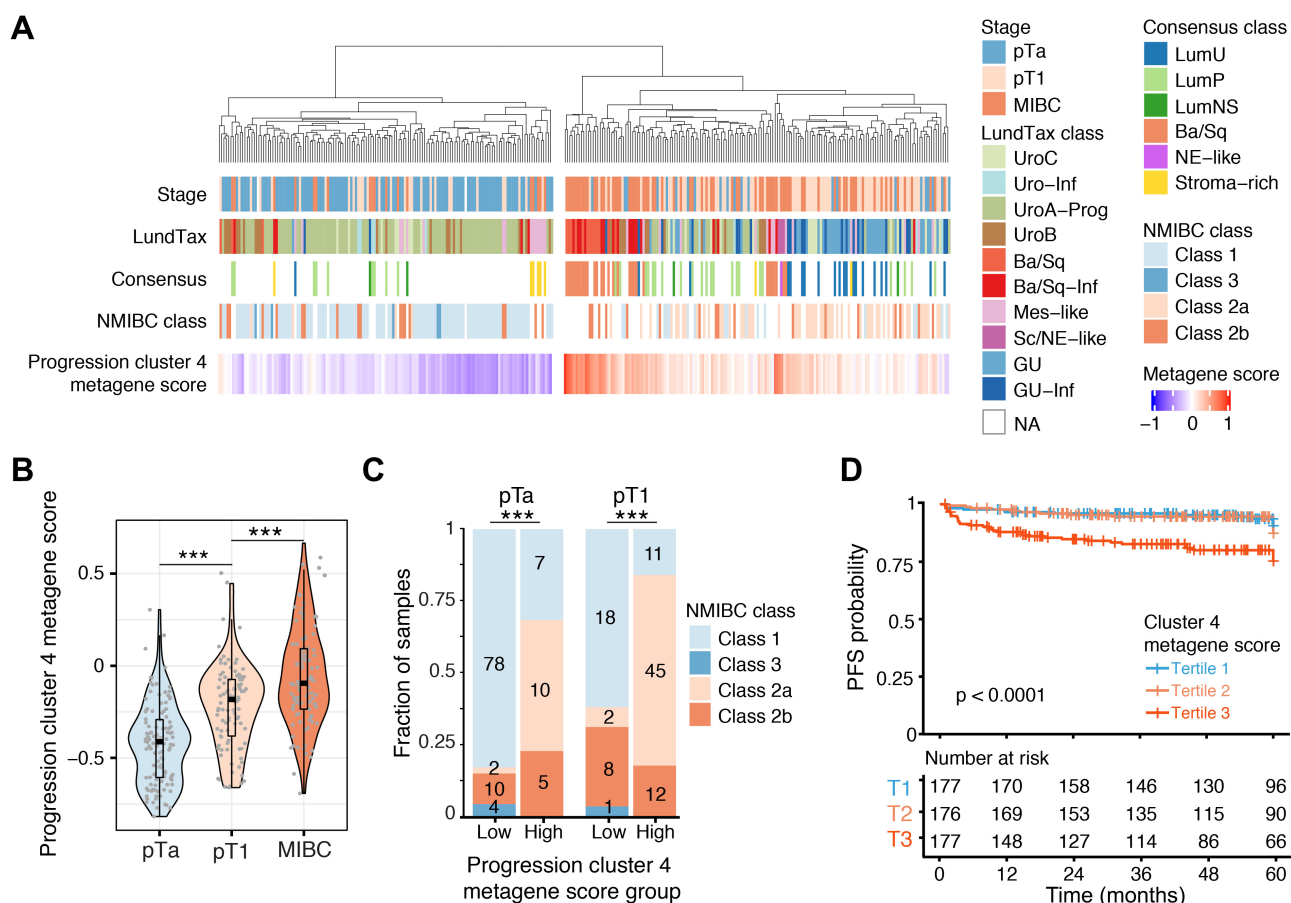 A
Stage
LundTax
Consensus
NMIBC class
Progression cluster 4
metagene score
Stage
pTa
pT1
MIBC
LundTax class
UroC
Uro−Inf
UroA−Prog
UroB
Ba/Sq
Ba/Sq−Inf
Mes−like
Sc/NE−like
GU
GU−Inf
NA
Consensus class
LumU
LumP
LumNS
Ba/Sq
NE−like
Stroma−rich
NMIBC class
Class 1
Class 3
Class 2a
Class 2b
Metagene score
−1 0 1
B
Progression cluster 4 metagene score
0.5
0
−0.5
***
***
pTa pT1 MIBC
C
pTa pT1
*** ***
Fraction of samples
1
0.75
0.5
0.25
0
78
2
10
4
7
10
5
18
2
8
1
11
45
12
Low High Low High
Progression cluster 4
metagene score group
NMIBC class
Class 1
Class 3
Class 2a
Class 2b
D
PFS probability
1
0.75
0.5
0.25
0
p < 0.0001
Cluster 4
metagene score
Tertile 1
Tertile 2
Tertile 3
Number at risk
T1 177 170 158 146 130 96
T2 176 169 153 135 115 90
T3 177 148 127 114 86 66
0 12 24 36 48 60
Time (months)